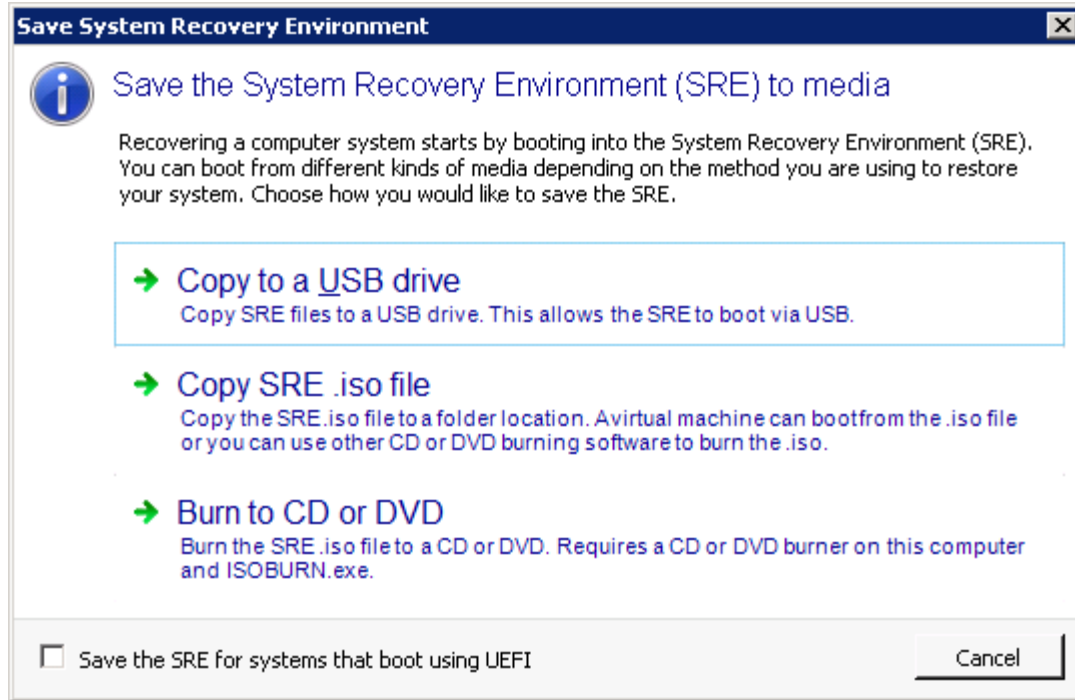 Save System Recovery Environment
Save the System Recovery Environment (SRE) to media
Recovering a computer system starts by booting into the System Recovery Environment (SRE).
You can boot from different kinds of media depending on the method you are using to restore
your system. Choose how you would like to save the SRE.
Copy to a USB drive
Copy SRE files to a USB drive. This allows the SRE to boot via USB.
Copy SRE .iso file
Copy the SRE .iso file to a folder location. A virtual machine can boot from the .iso file
or you can use other CD or DVD burning software to burn the .iso.
Burn to CD or DVD
Burn the SRE .iso file to a CD or DVD. Requires a CD or DVD burner on this computer
and ISOBURN.exe.
Save the SRE for systems that boot using UEFI
Cancel